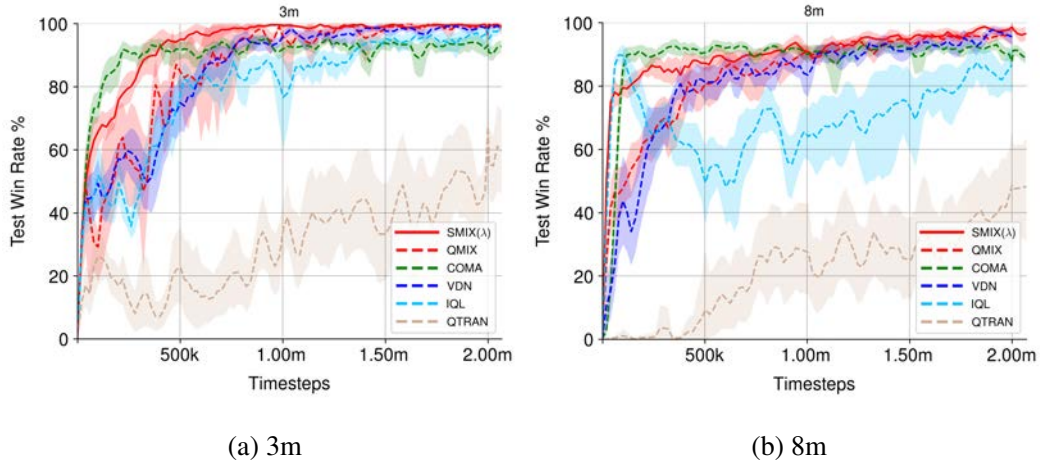 3m
100
80
60
40
20
0
Test Win Rate %
500k
1.00m
1.50m
2.00m
Timesteps
SMIX(λ)
QMIX
COMA
VDN
IQL
QTRAN
(a) 3m
8m
100
80
60
40
20
0
Test Win Rate %
500k
1.00m
1.50m
2.00m
Timesteps
SMIX(λ)
QMIX
COMA
VDN
IQL
QTRAN
(b) 8m